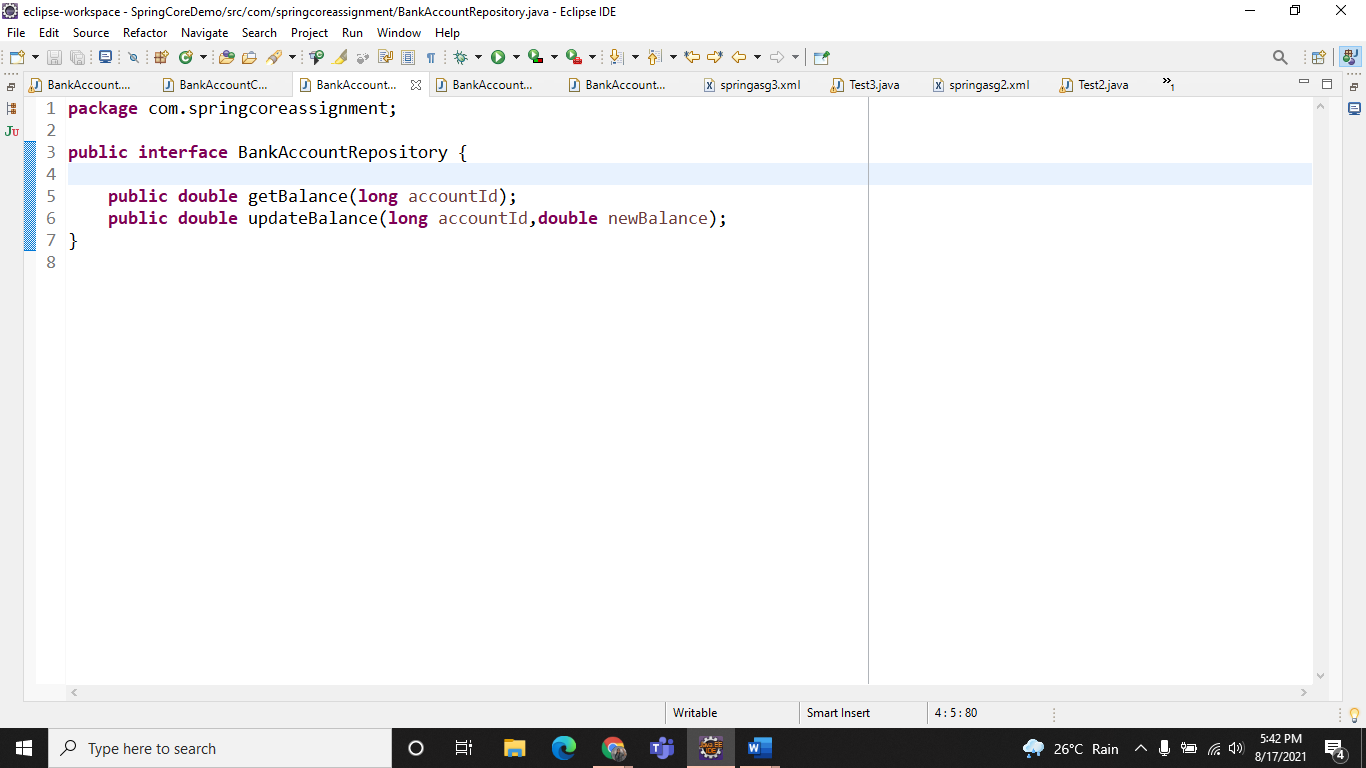 eclipse-workspace - SpringCoreDemo/src/com/springcoreassignment/BankAccountRepository.java - Eclipse IDE
File Edit Source Refactor Navigate Search Project Run Window Help
BankAccount.... BankAccountC... BankAccount... BankAccount... BankAccount... springasg3.xml Test3.java springasg2.xml Test2.java »1
1 package com.springcoreassignment;
2
3 public interface BankAccountRepository {
4
5 public double getBalance(long accountId);
6 public double updateBalance(long accountId,double newBalance);
7 }
8
Writable Smart Insert 4 : 5 : 80
Type here to search 26°C Rain 5:42 PM
8/17/2021 4